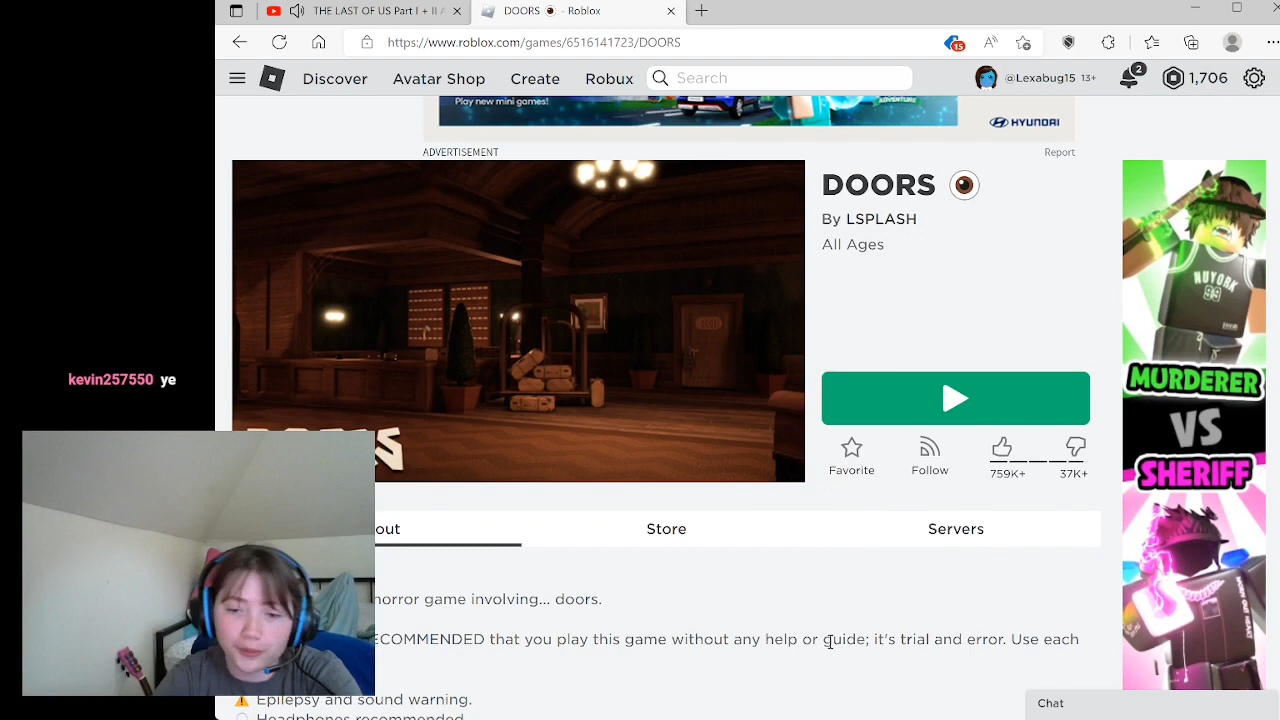 THE LAST OF US Part I + II A
DOORS 👁 - Roblox
https://www.roblox.com/games/6516141723/DOORS
15
Discover
Avatar Shop
Create
Robux
Search
@Lexabug15 13+
2
1,706
Play new mini games!
ADVENTURE
HYUNDAI
ADVERTISEMENT
Report
DOORS 👁
By LSPLASH
All Ages
Favorite
Follow
759K+
37K+
NUYORK
99
MURDERER
VS
SHERIFF
kevin257550 ye
out
Store
Servers
horror game involving... doors.
ECOMMENDED that you play this game without any help or guide; it's trial and error. Use each
⚠ Epilepsy and sound warning.
Headphones recommended.
Chat